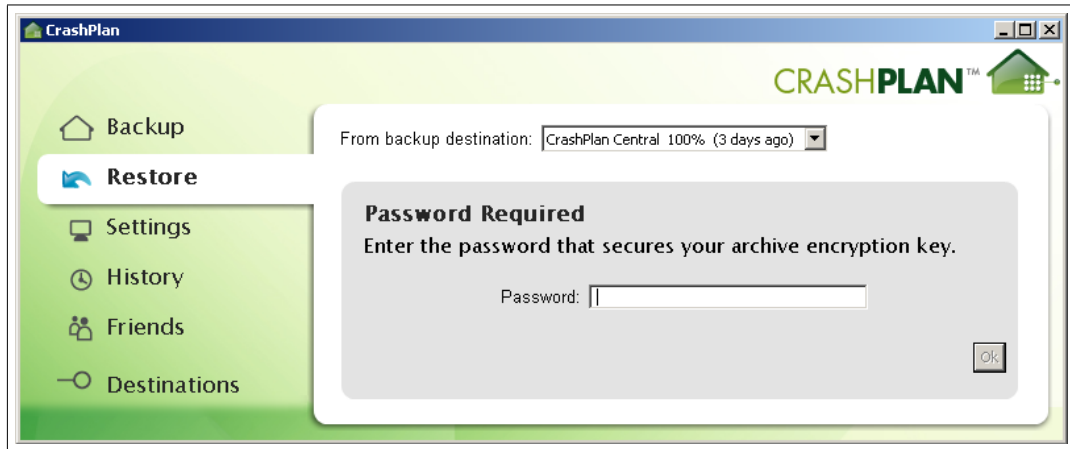 CrashPlan
CRASHPLAN™
Backup
Restore
Settings
History
Friends
Destinations
From backup destination: CrashPlan Central 100% (3 days ago)
Password Required
Enter the password that secures your archive encryption key.
Password:
Ok